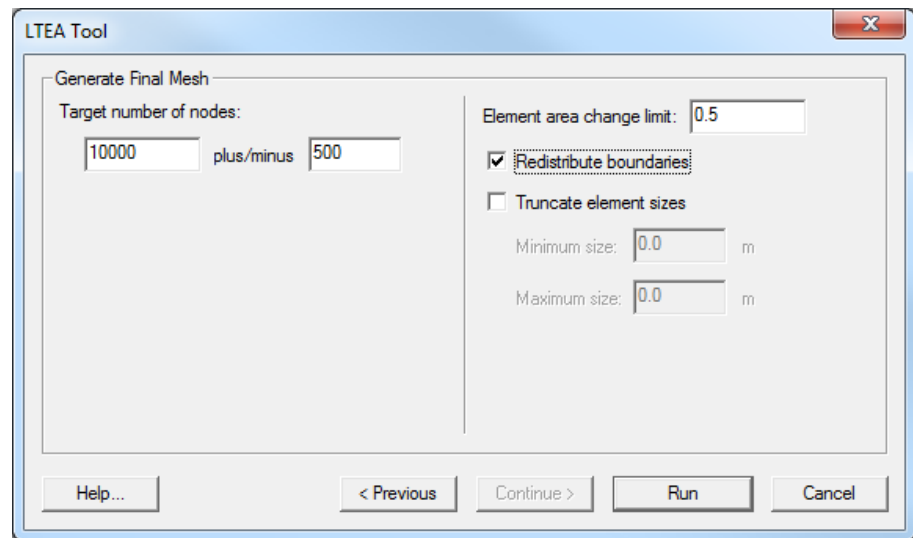 LTEA Tool
Generate Final Mesh
Target number of nodes:
10000 plus/minus 500
Element area change limit: 0.5
Redistribute boundaries
Truncate element sizes
Minimum size: 0.0 m
Maximum size: 0.0 m
Help... < Previous Continue > Run Cancel